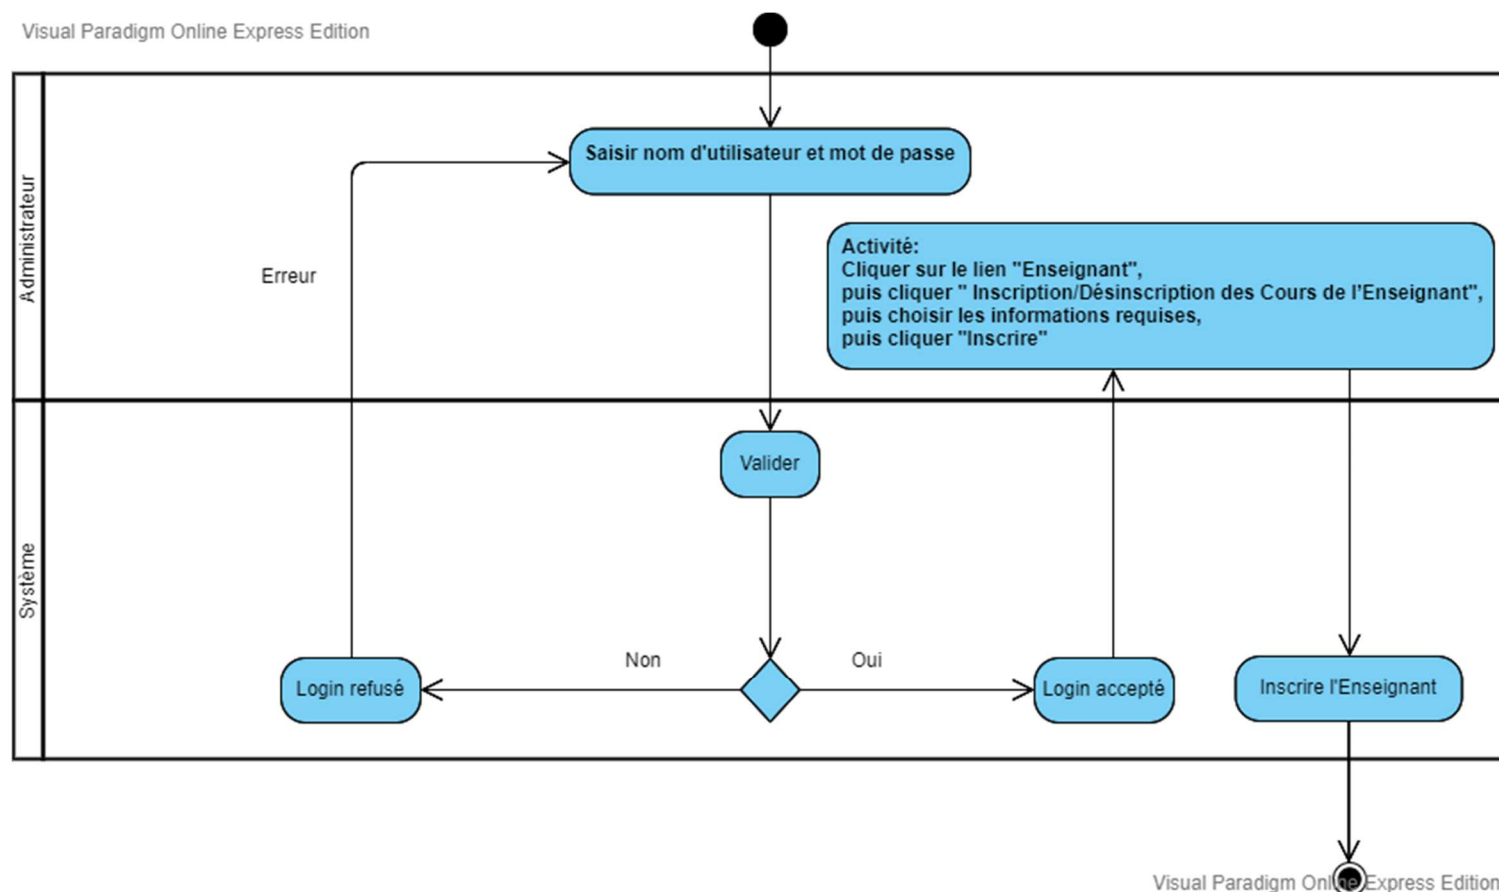 Visual Paradigm Online Express Edition
Administrateur
Saisir nom d'utilisateur et mot de passe
Erreur
Activité:
Cliquer sur le lien "Enseignant",
puis cliquer " Inscription/Désinscription des Cours de l'Enseignant",
puis choisir les informations requises,
puis cliquer "Inscrire"
Système
Valider
Non
Oui
Login refusé
Login accepté
Inscrire l'Enseignant
Visual Paradigm Online Express Edition